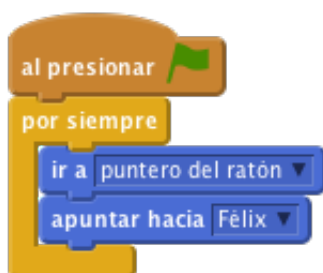 al presionar
por siempre
ir a puntero del ratón
apuntar hacia Félix